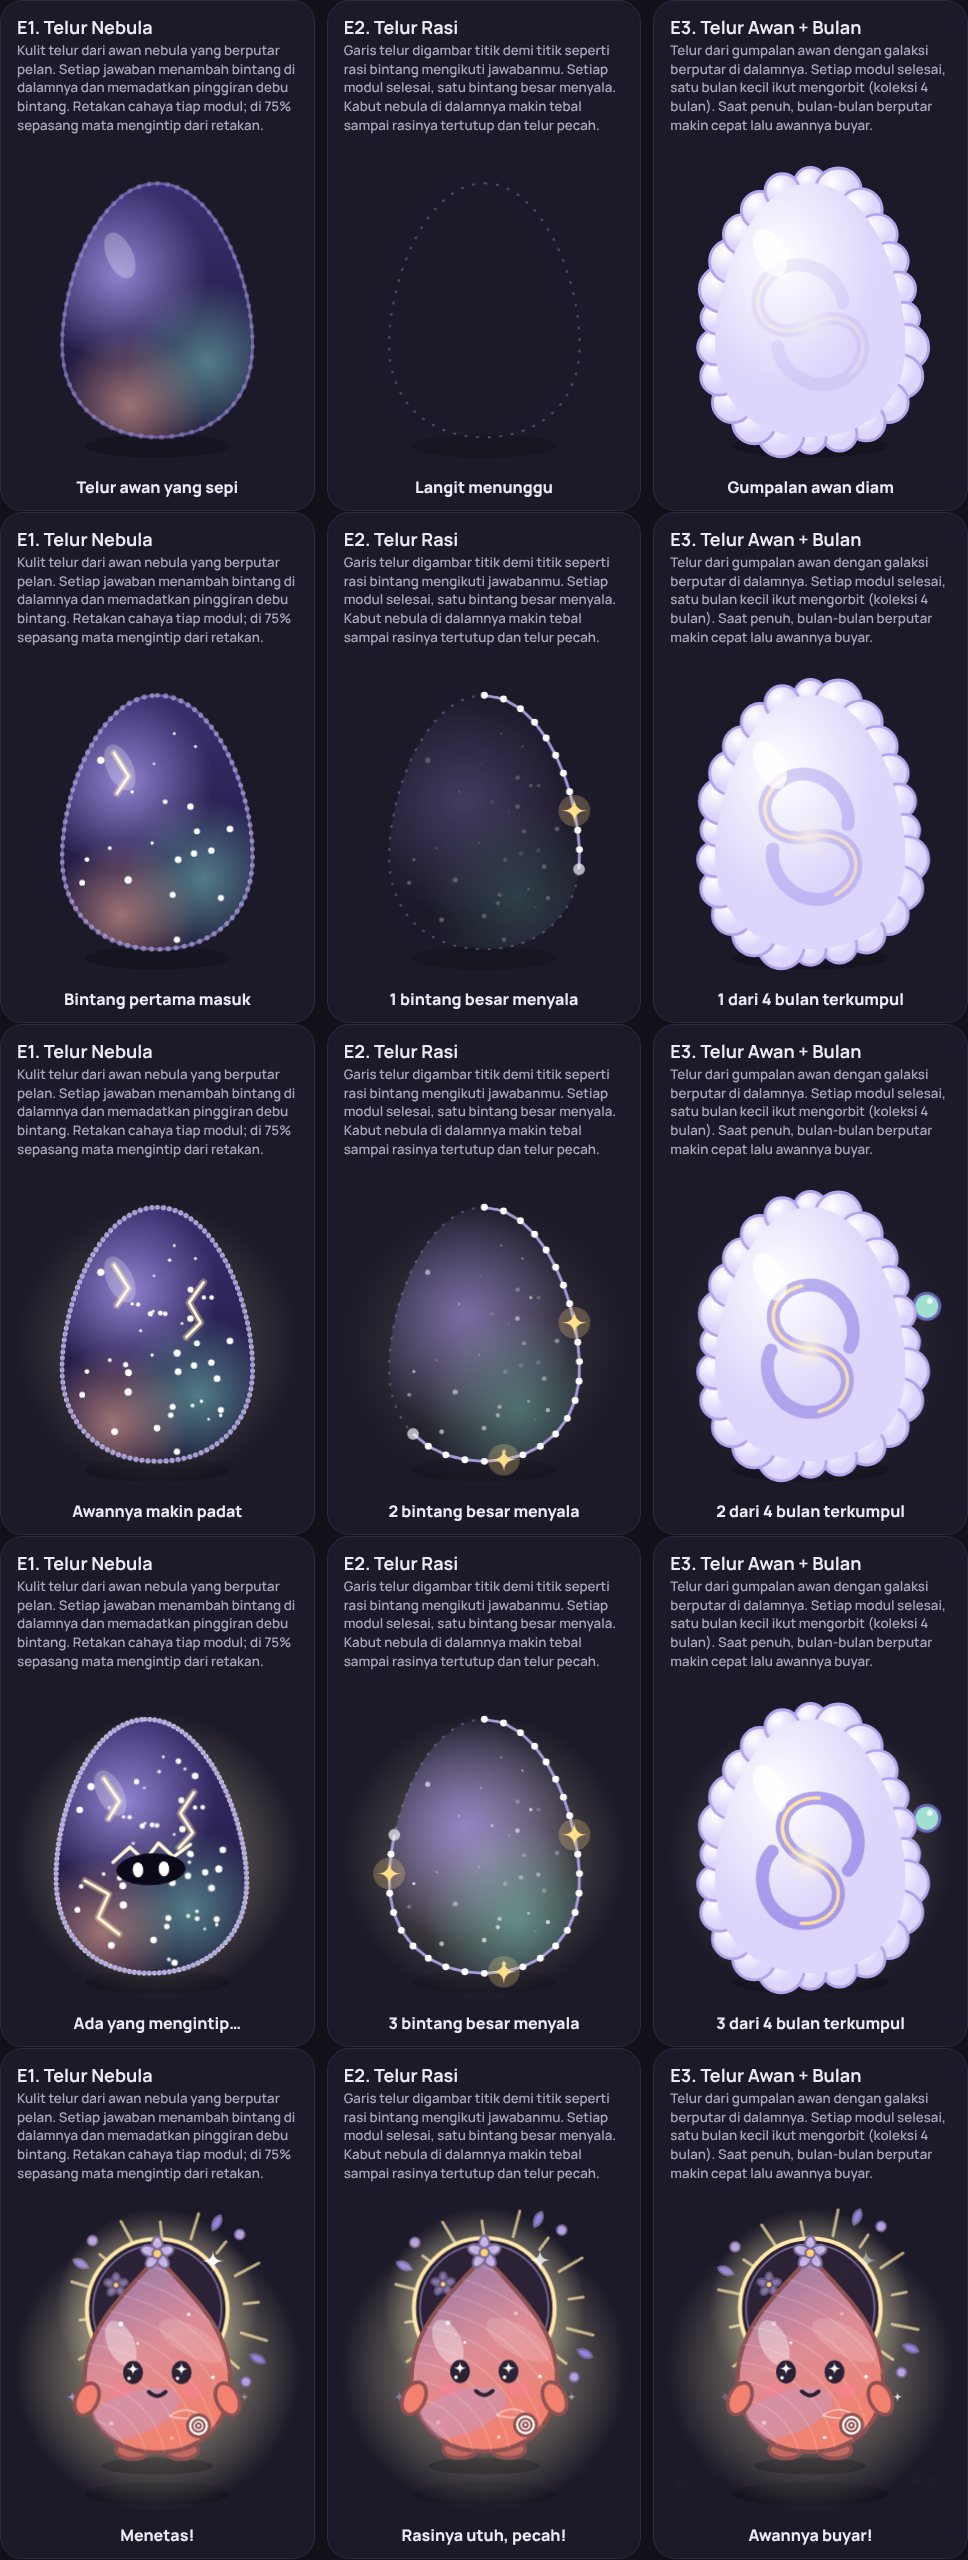 E1. Telur Nebula
Kulit telur dari awan nebula yang berputar
pelan. Setiap jawaban menambah bintang di
dalamnya dan memadatkan pinggiran debu
bintang. Retakan cahaya tiap modul; di 75%
sepasang mata mengintip dari retakan.
Telur awan yang sepi
E2. Telur Rasi
Garis telur digambar titik demi titik seperti
rasi bintang mengikuti jawabanmu. Setiap
modul selesai, satu bintang besar menyala.
Kabut nebula di dalamnya makin tebal
sampai rasinya tertutup dan telur pecah.
Langit menunggu
E3. Telur Awan + Bulan
Telur dari gumpalan awan dengan galaksi
berputar di dalamnya. Setiap modul selesai,
satu bulan kecil ikut mengorbit (koleksi 4
bulan). Saat penuh, bulan-bulan berputar
makin cepat lalu awannya buyar.
Gumpalan awan diam
E1. Telur Nebula
Kulit telur dari awan nebula yang berputar
pelan. Setiap jawaban menambah bintang di
dalamnya dan memadatkan pinggiran debu
bintang. Retakan cahaya tiap modul; di 75%
sepasang mata mengintip dari retakan.
Bintang pertama masuk
E2. Telur Rasi
Garis telur digambar titik demi titik seperti
rasi bintang mengikuti jawabanmu. Setiap
modul selesai, satu bintang besar menyala.
Kabut nebula di dalamnya makin tebal
sampai rasinya tertutup dan telur pecah.
1 bintang besar menyala
E3. Telur Awan + Bulan
Telur dari gumpalan awan dengan galaksi
berputar di dalamnya. Setiap modul selesai,
satu bulan kecil ikut mengorbit (koleksi 4
bulan). Saat penuh, bulan-bulan berputar
makin cepat lalu awannya buyar.
1 dari 4 bulan terkumpul
E1. Telur Nebula
Kulit telur dari awan nebula yang berputar
pelan. Setiap jawaban menambah bintang di
dalamnya dan memadatkan pinggiran debu
bintang. Retakan cahaya tiap modul; di 75%
sepasang mata mengintip dari retakan.
Awannya makin padat
E2. Telur Rasi
Garis telur digambar titik demi titik seperti
rasi bintang mengikuti jawabanmu. Setiap
modul selesai, satu bintang besar menyala.
Kabut nebula di dalamnya makin tebal
sampai rasinya tertutup dan telur pecah.
2 bintang besar menyala
E3. Telur Awan + Bulan
Telur dari gumpalan awan dengan galaksi
berputar di dalamnya. Setiap modul selesai,
satu bulan kecil ikut mengorbit (koleksi 4
bulan). Saat penuh, bulan-bulan berputar
makin cepat lalu awannya buyar.
2 dari 4 bulan terkumpul
E1. Telur Nebula
Kulit telur dari awan nebula yang berputar
pelan. Setiap jawaban menambah bintang di
dalamnya dan memadatkan pinggiran debu
bintang. Retakan cahaya tiap modul; di 75%
sepasang mata mengintip dari retakan.
Ada yang mengintip...
E2. Telur Rasi
Garis telur digambar titik demi titik seperti
rasi bintang mengikuti jawabanmu. Setiap
modul selesai, satu bintang besar menyala.
Kabut nebula di dalamnya makin tebal
sampai rasinya tertutup dan telur pecah.
3 bintang besar menyala
E3. Telur Awan + Bulan
Telur dari gumpalan awan dengan galaksi
berputar di dalamnya. Setiap modul selesai,
satu bulan kecil ikut mengorbit (koleksi 4
bulan). Saat penuh, bulan-bulan berputar
makin cepat lalu awannya buyar.
3 dari 4 bulan terkumpul
E1. Telur Nebula
Kulit telur dari awan nebula yang berputar
pelan. Setiap jawaban menambah bintang di
dalamnya dan memadatkan pinggiran debu
bintang. Retakan cahaya tiap modul; di 75%
sepasang mata mengintip dari retakan.
Menetas!
E2. Telur Rasi
Garis telur digambar titik demi titik seperti
rasi bintang mengikuti jawabanmu. Setiap
modul selesai, satu bintang besar menyala.
Kabut nebula di dalamnya makin tebal
sampai rasinya tertutup dan telur pecah.
Rasinya utuh, pecah!
E3. Telur Awan + Bulan
Telur dari gumpalan awan dengan galaksi
berputar di dalamnya. Setiap modul selesai,
satu bulan kecil ikut mengorbit (koleksi 4
bulan). Saat penuh, bulan-bulan berputar
makin cepat lalu awannya buyar.
Awannya buyar!